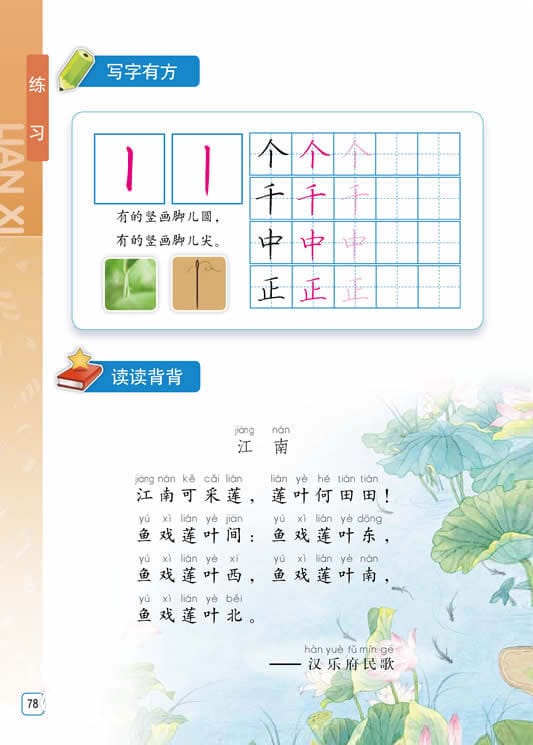 练
习
LIAN XI
写字有方
有的竖画脚儿圆，
有的竖画脚儿尖。
个 个 个
千 千 千
中 中 中
正 正 正
读读背背
jiāng nán
江 南
jiāng nán kě cǎi lián lián yè hé tián tián
江南可采莲，莲叶何田田！
yú xì lián yè jiān yú xì lián yè dōng
鱼戏莲叶间：鱼戏莲叶东，
yú xì lián yè xī yú xì lián yè nán
鱼戏莲叶西，鱼戏莲叶南，
yú xì lián yè běi
鱼戏莲叶北。
hàn yuè fǔ mín gē
——汉乐府民歌
78